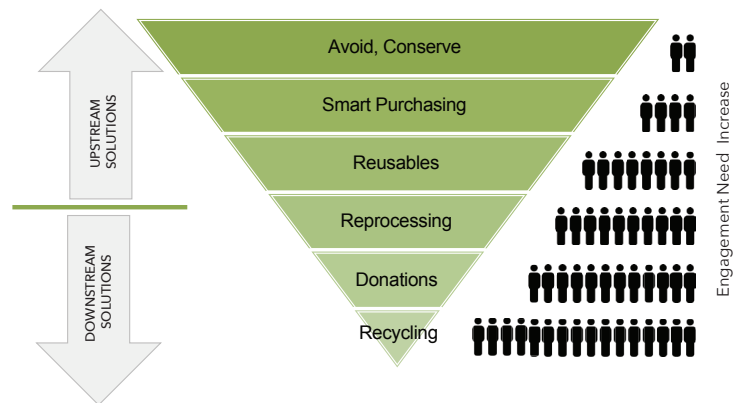 Avoid, Conserve
Smart Purchasing
Reusables
Reprocessing
Donations
Recycling
UPSTREAM
SOLUTIONS
DOWNSTREAM
SOLUTIONS
Engagement Need Increase